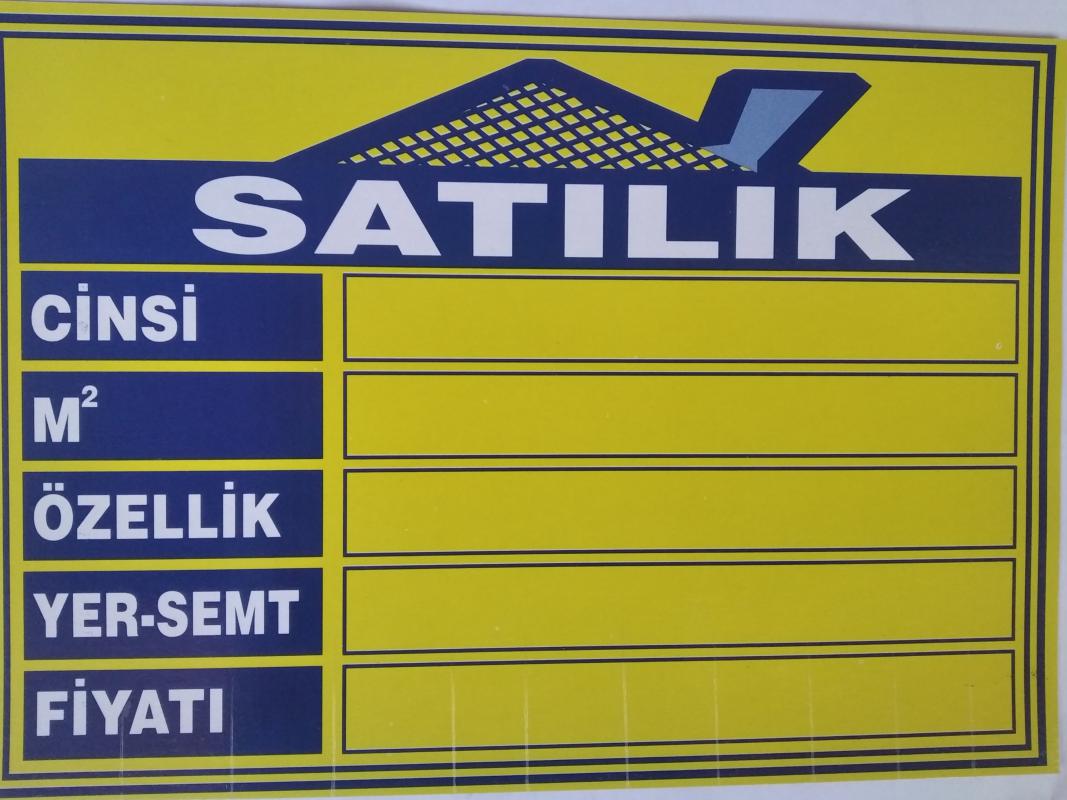 SATILIK
CİNSİ
M²
ÖZELLİK
YER-SEMT
FİYATI